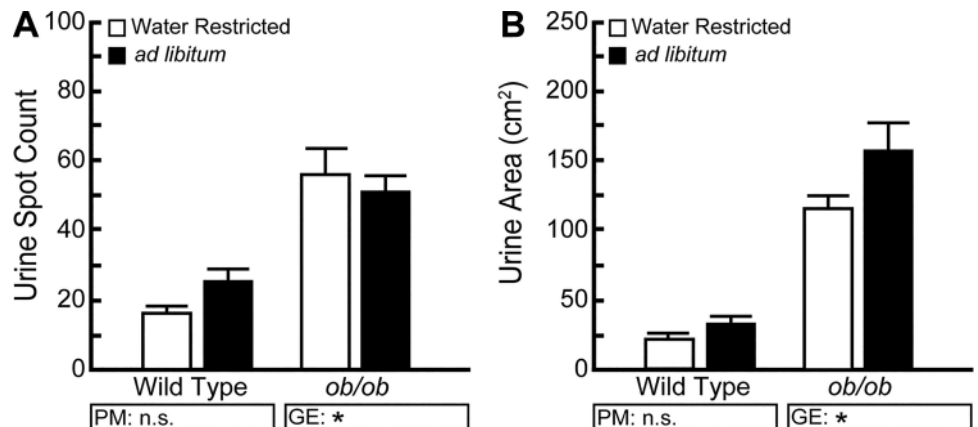 A
Water Restricted
ad libitum
Urine Spot Count
100
80
60
40
20
0
Wild Type
ob/ob
PM: n.s.
GE: *
B
Water Restricted
ad libitum
Urine Area (cm²)
250
200
150
100
50
0
Wild Type
ob/ob
PM: n.s.
GE: *